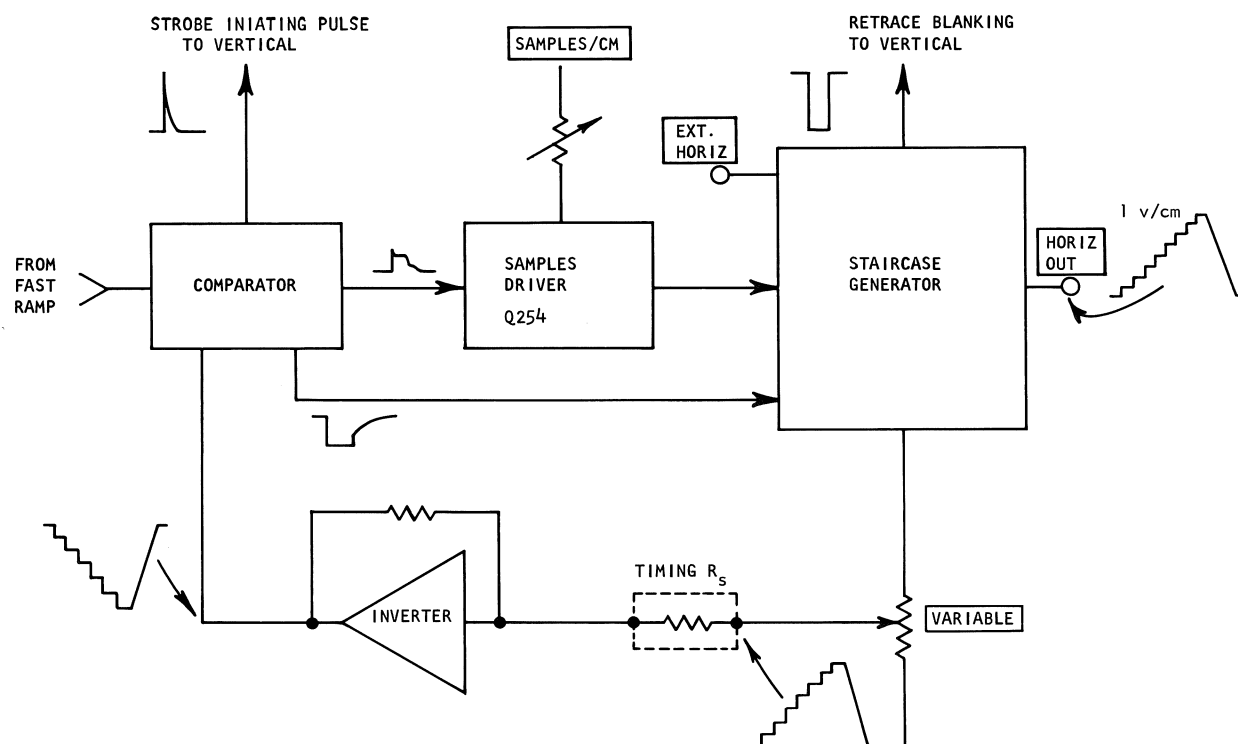 STROBE INIATING PULSE
TO VERTICAL
SAMPLES/CM
RETRACE BLANKING
TO VERTICAL
EXT.
HORIZ
1 v/cm
HORIZ
OUT
FROM
FAST
RAMP
COMPARATOR
SAMPLES
DRIVER
Q254
STAIRCASE
GENERATOR
TIMING Rs
INVERTER
VARIABLE